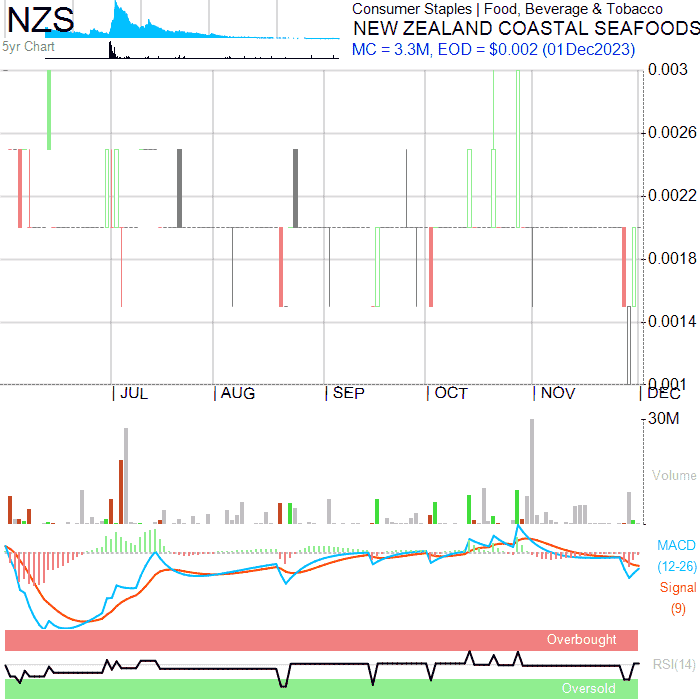 NZS
5yr Chart
Consumer Staples | Food, Beverage & Tobacco
NEW ZEALAND COASTAL SEAFOODS
MC = 3.3M, EOD = $0.002 (01Dec2023)
0.003
0.0026
0.0022
0.0018
0.0014
0.001
| JUL | AUG | SEP | OCT | NOV | DEC
30M
Volume
MACD
(12-26)
Signal
(9)
Overbought
RSI(14)
Oversold